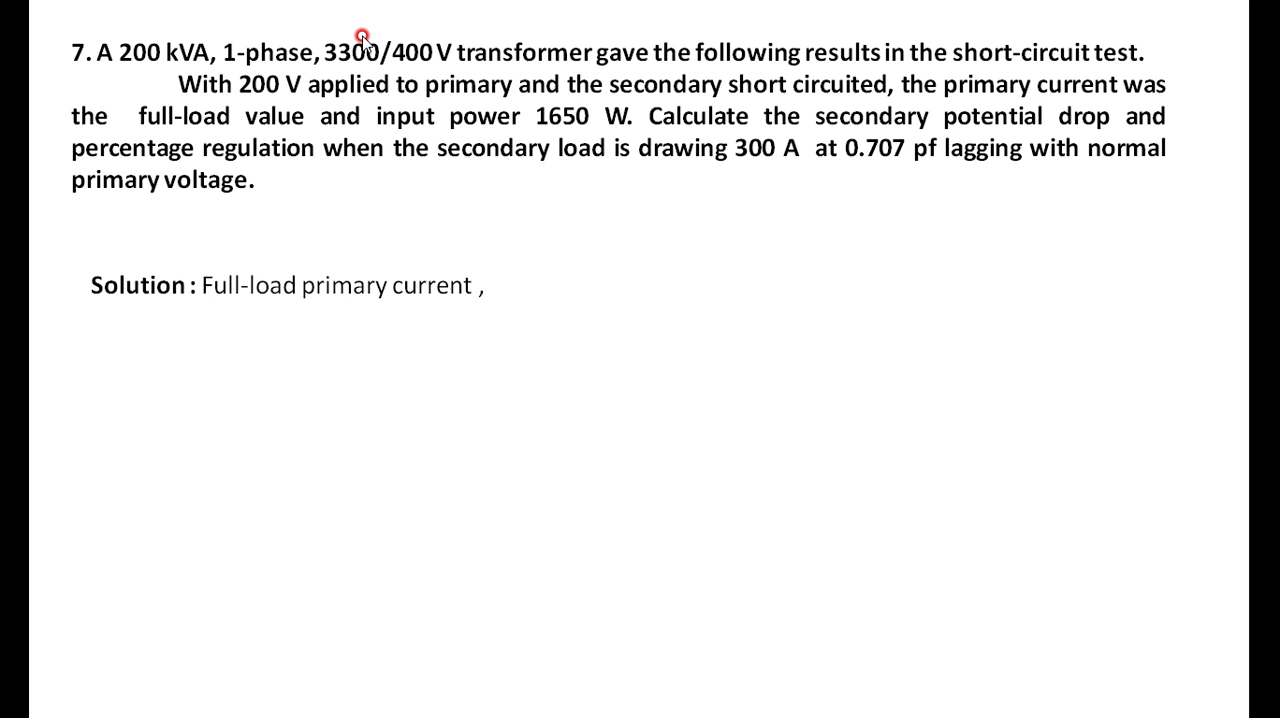 7. A 200 kVA, 1-phase, 3300/400 V transformer gave the following results in the short-circuit test.
With 200 V applied to primary and the secondary short circuited, the primary current was
the full-load value and input power 1650 W. Calculate the secondary potential drop and
percentage regulation when the secondary load is drawing 300 A at 0.707 pf lagging with normal
primary voltage.
Solution : Full-load primary current ,